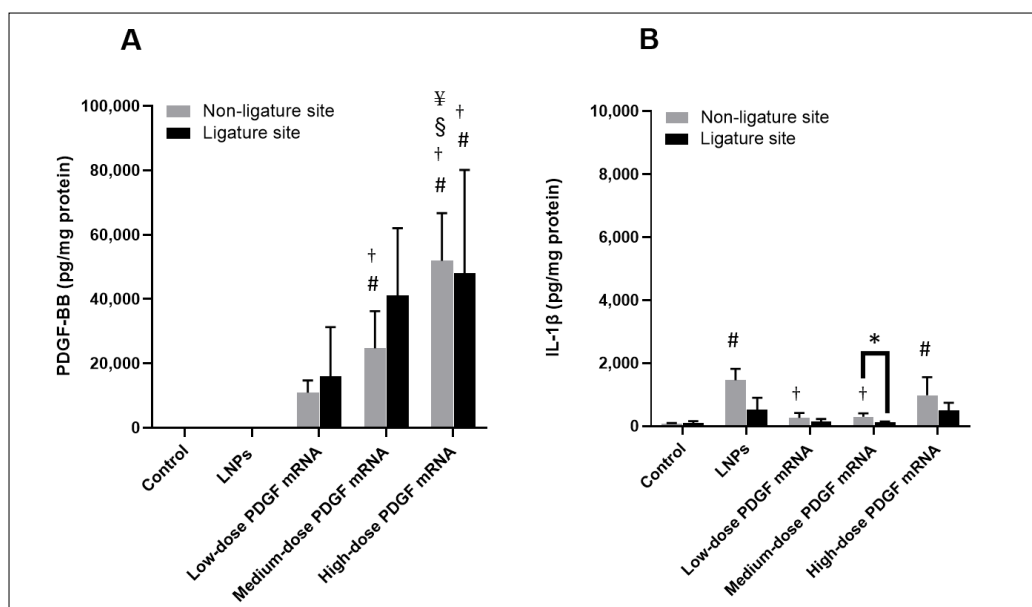 A
PDGF-BB (pg/mg protein)
100,000
80,000
60,000
40,000
20,000
0
Non-ligature site
Ligature site
†
#
¥
§
†
#
†
#
Control
LNPs
Low-dose PDGF mRNA
Medium-dose PDGF mRNA
High-dose PDGF mRNA
B
IL-1β (pg/mg protein)
10,000
8,000
6,000
4,000
2,000
0
Non-ligature site
Ligature site
#
†
†
*
#
Control
LNPs
Low-dose PDGF mRNA
Medium-dose PDGF mRNA
High-dose PDGF mRNA